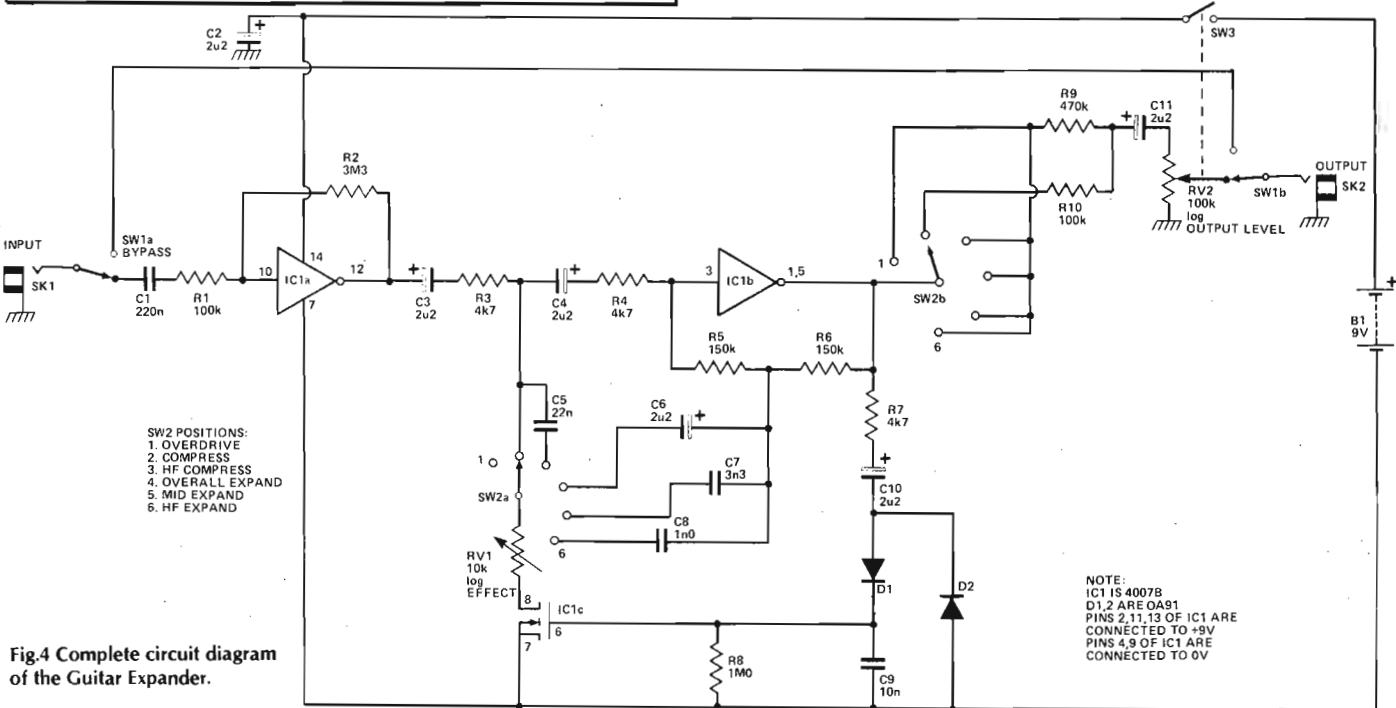 C2
2u2
+
SW3
R9
470k
C11
2u2
+
R2
3M3
R10
100k
RV2
100k
log
OUTPUT LEVEL
SW1b
OUTPUT
SK2
INPUT
SK1
SW1a
BYPASS
C1
220n
R1
100k
10
IC1a
14
7
12
+
C3
2u2
R3
4k7
+
C4
2u2
R4
4k7
3
IC1b
1,5
1
SW2b
6
+
B1
9V
R5
150k
R6
150k
R7
4k7
+
C10
2u2
C5
22n
C6
2u2
+
C7
3n3
C8
1n0
1
SW2a
6
RV1
10k
log
EFFECT
8
IC1c
6
7
R8
1M0
D1
D2
C9
10n
SW2 POSITIONS:
1. OVERDRIVE
2. COMPRESS
3. HF COMPRESS
4. OVERALL EXPAND
5. MID EXPAND
6. HF EXPAND
NOTE:
IC1 IS 4007B
D1,2 ARE OA91
PINS 2,11,13 OF IC1 ARE
CONNECTED TO +9V
PINS 4,9 OF IC1 ARE
CONNECTED TO 0V
Fig.4 Complete circuit diagram
of the Guitar Expander.